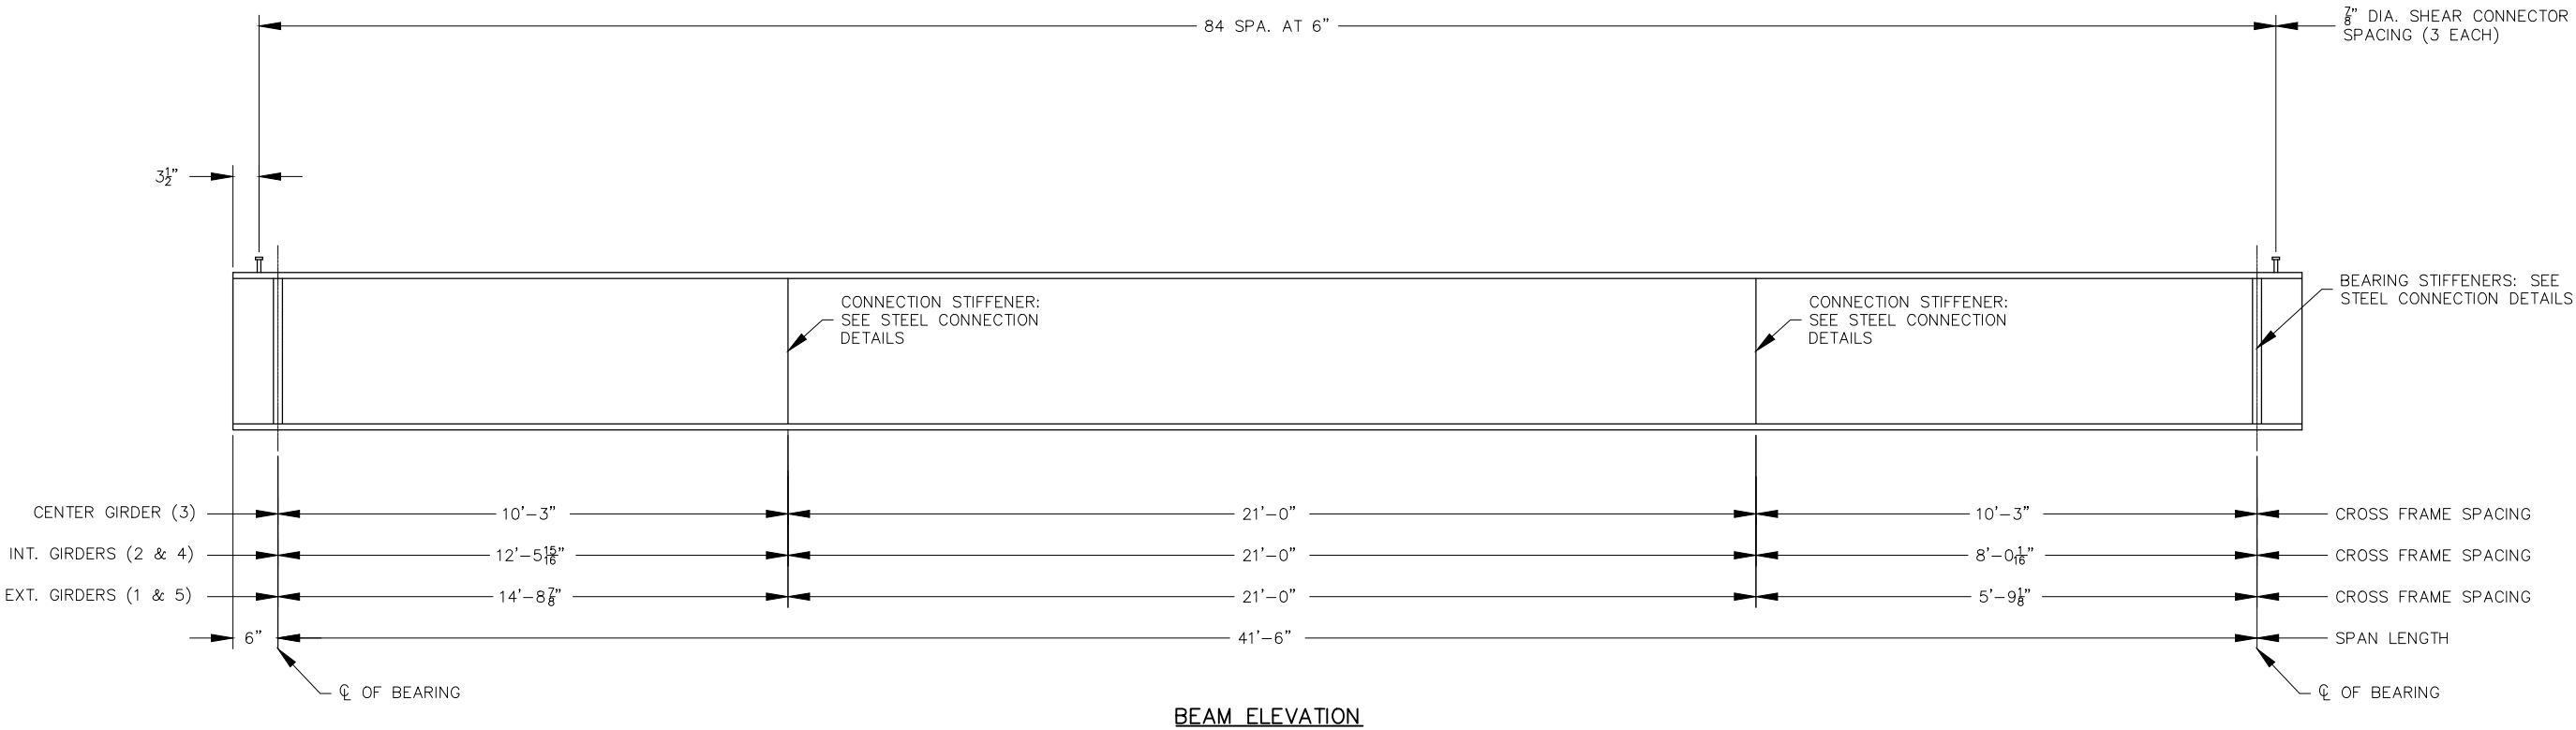 84 SPA. AT 6"
7/8" DIA. SHEAR CONNECTOR
SPACING (3 EACH)
3 1/2"
CONNECTION STIFFENER:
SEE STEEL CONNECTION
DETAILS
CONNECTION STIFFENER:
SEE STEEL CONNECTION
DETAILS
BEARING STIFFENERS: SEE
STEEL CONNECTION DETAILS
CENTER GIRDER (3) 10'-3" 21'-0" 10'-3" CROSS FRAME SPACING
INT. GIRDERS (2 & 4) 12'-5 15/16" 21'-0" 8'-0 1/16" CROSS FRAME SPACING
EXT. GIRDERS (1 & 5) 14'-8 7/8" 21'-0" 5'-9 1/8" CROSS FRAME SPACING
6" 41'-6" SPAN LENGTH
℄ OF BEARING
℄ OF BEARING
BEAM ELEVATION